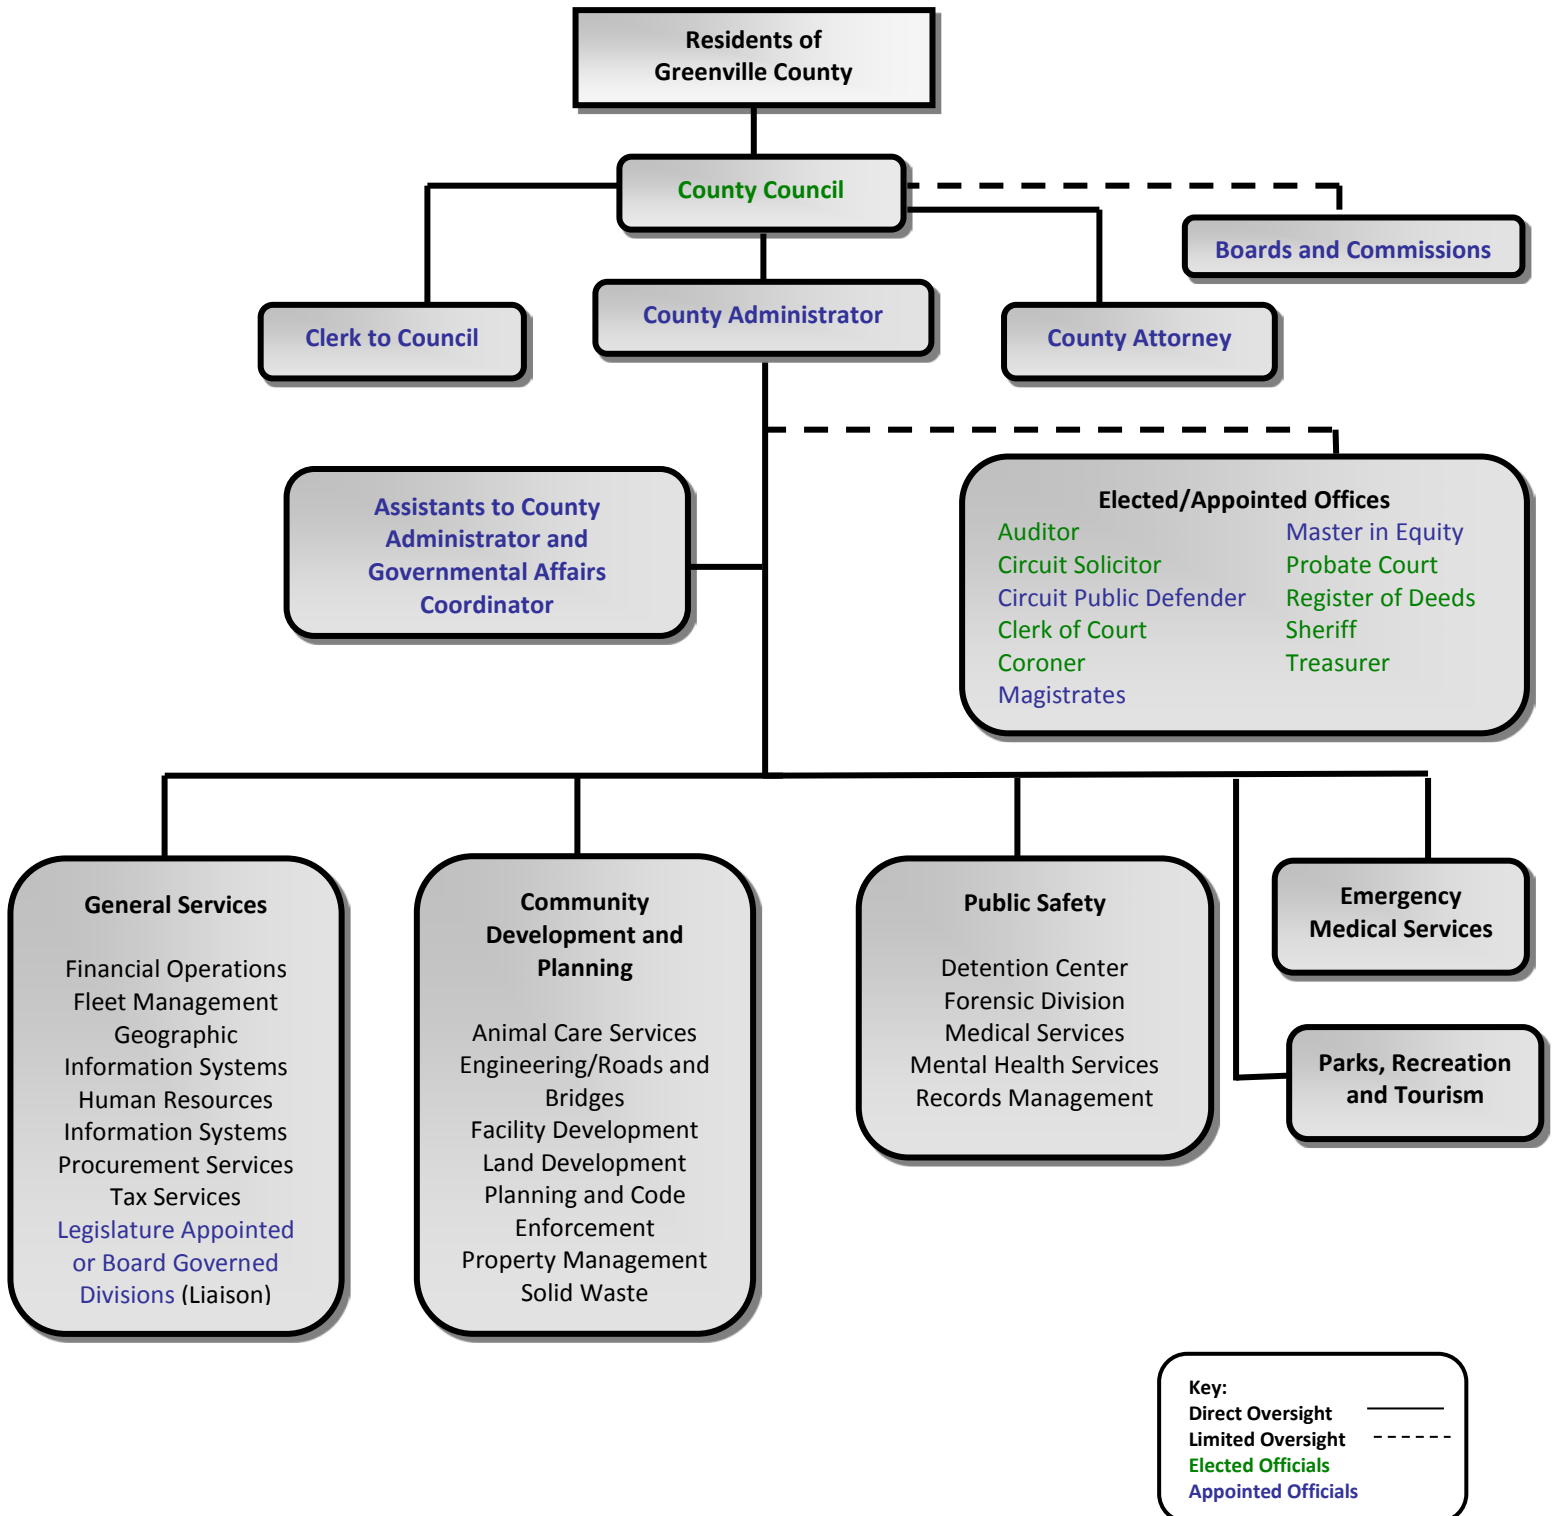 Residents of
Greenville County
County Council
Boards and Commissions
Clerk to Council
County Administrator
County Attorney
Assistants to County
Administrator and
Governmental Affairs
Coordinator
Elected/Appointed Offices
Auditor
Circuit Solicitor
Circuit Public Defender
Clerk of Court
Coroner
Magistrates
Master in Equity
Probate Court
Register of Deeds
Sheriff
Treasurer
General Services
Financial Operations
Fleet Management
Geographic
Information Systems
Human Resources
Information Systems
Procurement Services
Tax Services
Legislature Appointed
or Board Governed
Divisions (Liaison)
Community
Development and
Planning
Animal Care Services
Engineering/Roads and
Bridges
Facility Development
Land Development
Planning and Code
Enforcement
Property Management
Solid Waste
Public Safety
Detention Center
Forensic Division
Medical Services
Mental Health Services
Records Management
Emergency
Medical Services
Parks, Recreation
and Tourism
Key:
Direct Oversight
Limited Oversight
Elected Officials
Appointed Officials